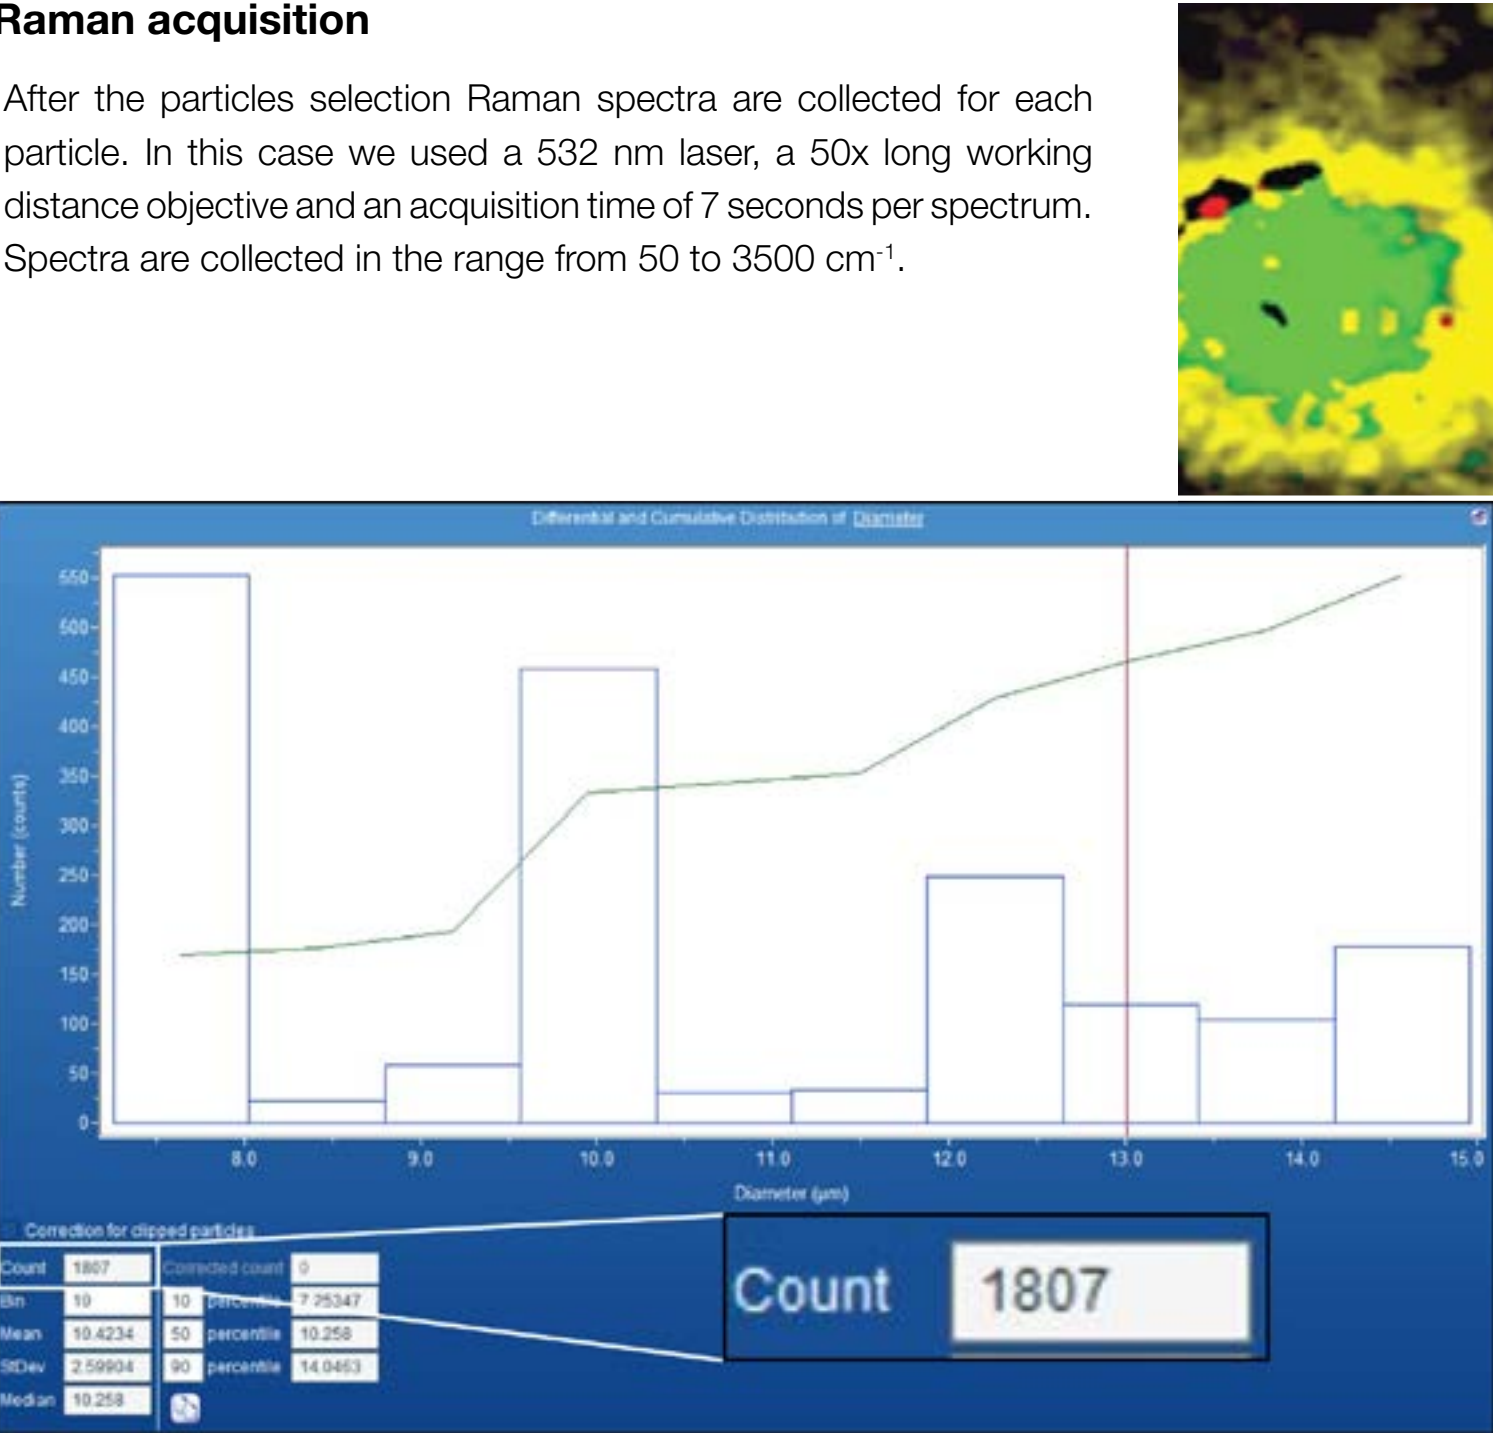 Raman acquisition
After the particles selection Raman spectra are collected for each
particle. In this case we used a 532 nm laser, a 50x long working
distance objective and an acquisition time of 7 seconds per spectrum.
Spectra are collected in the range from 50 to 3500 cm-1.
Differential and Cumulative Distribution of Diameter
550
500
450
400
350
300
250
200
150
100
50
0
Number (counts)
8.0 9.0 10.0 11.0 12.0 13.0 14.0 15.0
Diameter (µm)
Correction for clipped particles
Count 1807 Corrected count 0
Bin 10 10 percentile 7.25347
Mean 10.4234 50 percentile 10.258
StDev 2.59904 90 percentile 14.0453
Median 10.258
Count 1807